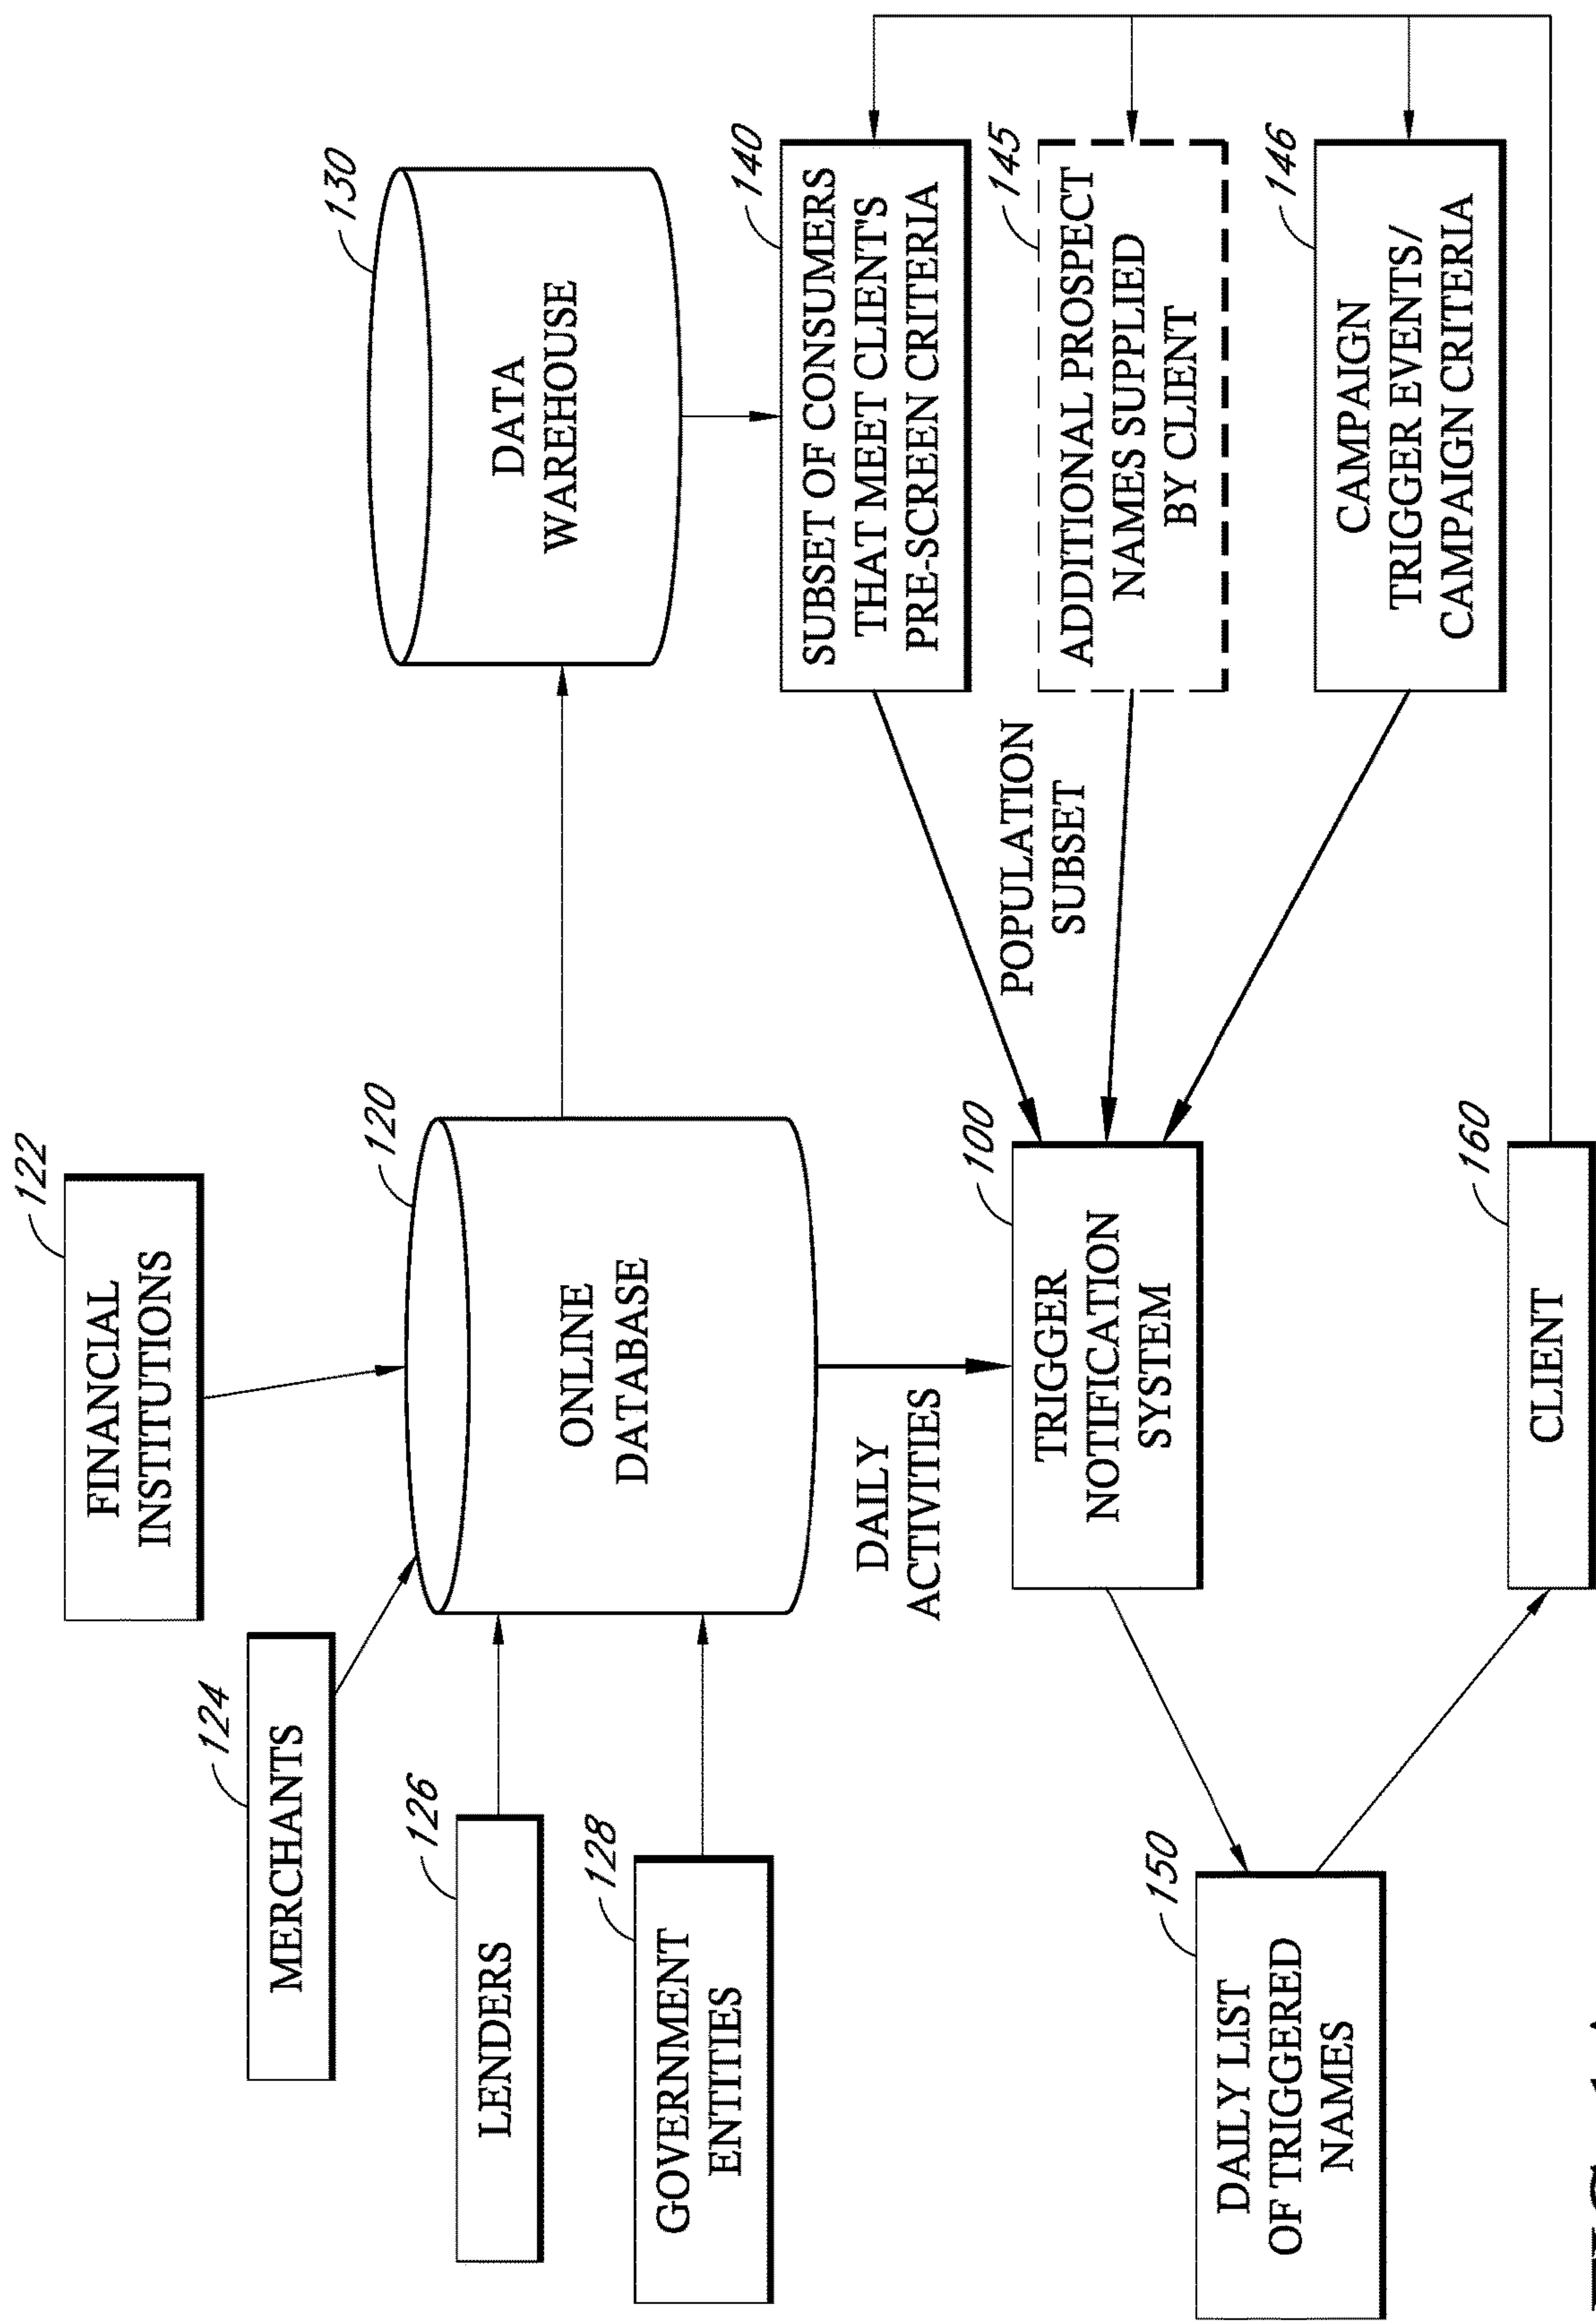 122
FINANCIAL
INSTITUTIONS
124
MERCHANTS
126
LENDERS
128
GOVERNMENT
ENTITIES
120
ONLINE
DATABASE
130
DATA
WAREHOUSE
DAILY
ACTIVITIES
140
SUBSET OF CONSUMERS
THAT MEET CLIENT'S
PRE-SCREEN CRITERIA
POPULATION
SUBSET
145
ADDITIONAL PROSPECT
NAMES SUPPLIED
BY CLIENT
100
TRIGGER
NOTIFICATION
SYSTEM
146
CAMPAIGN
TRIGGER EVENTS/
CAMPAIGN CRITERIA
150
DAILY LIST
OF TRIGGERED
NAMES
160
CLIENT